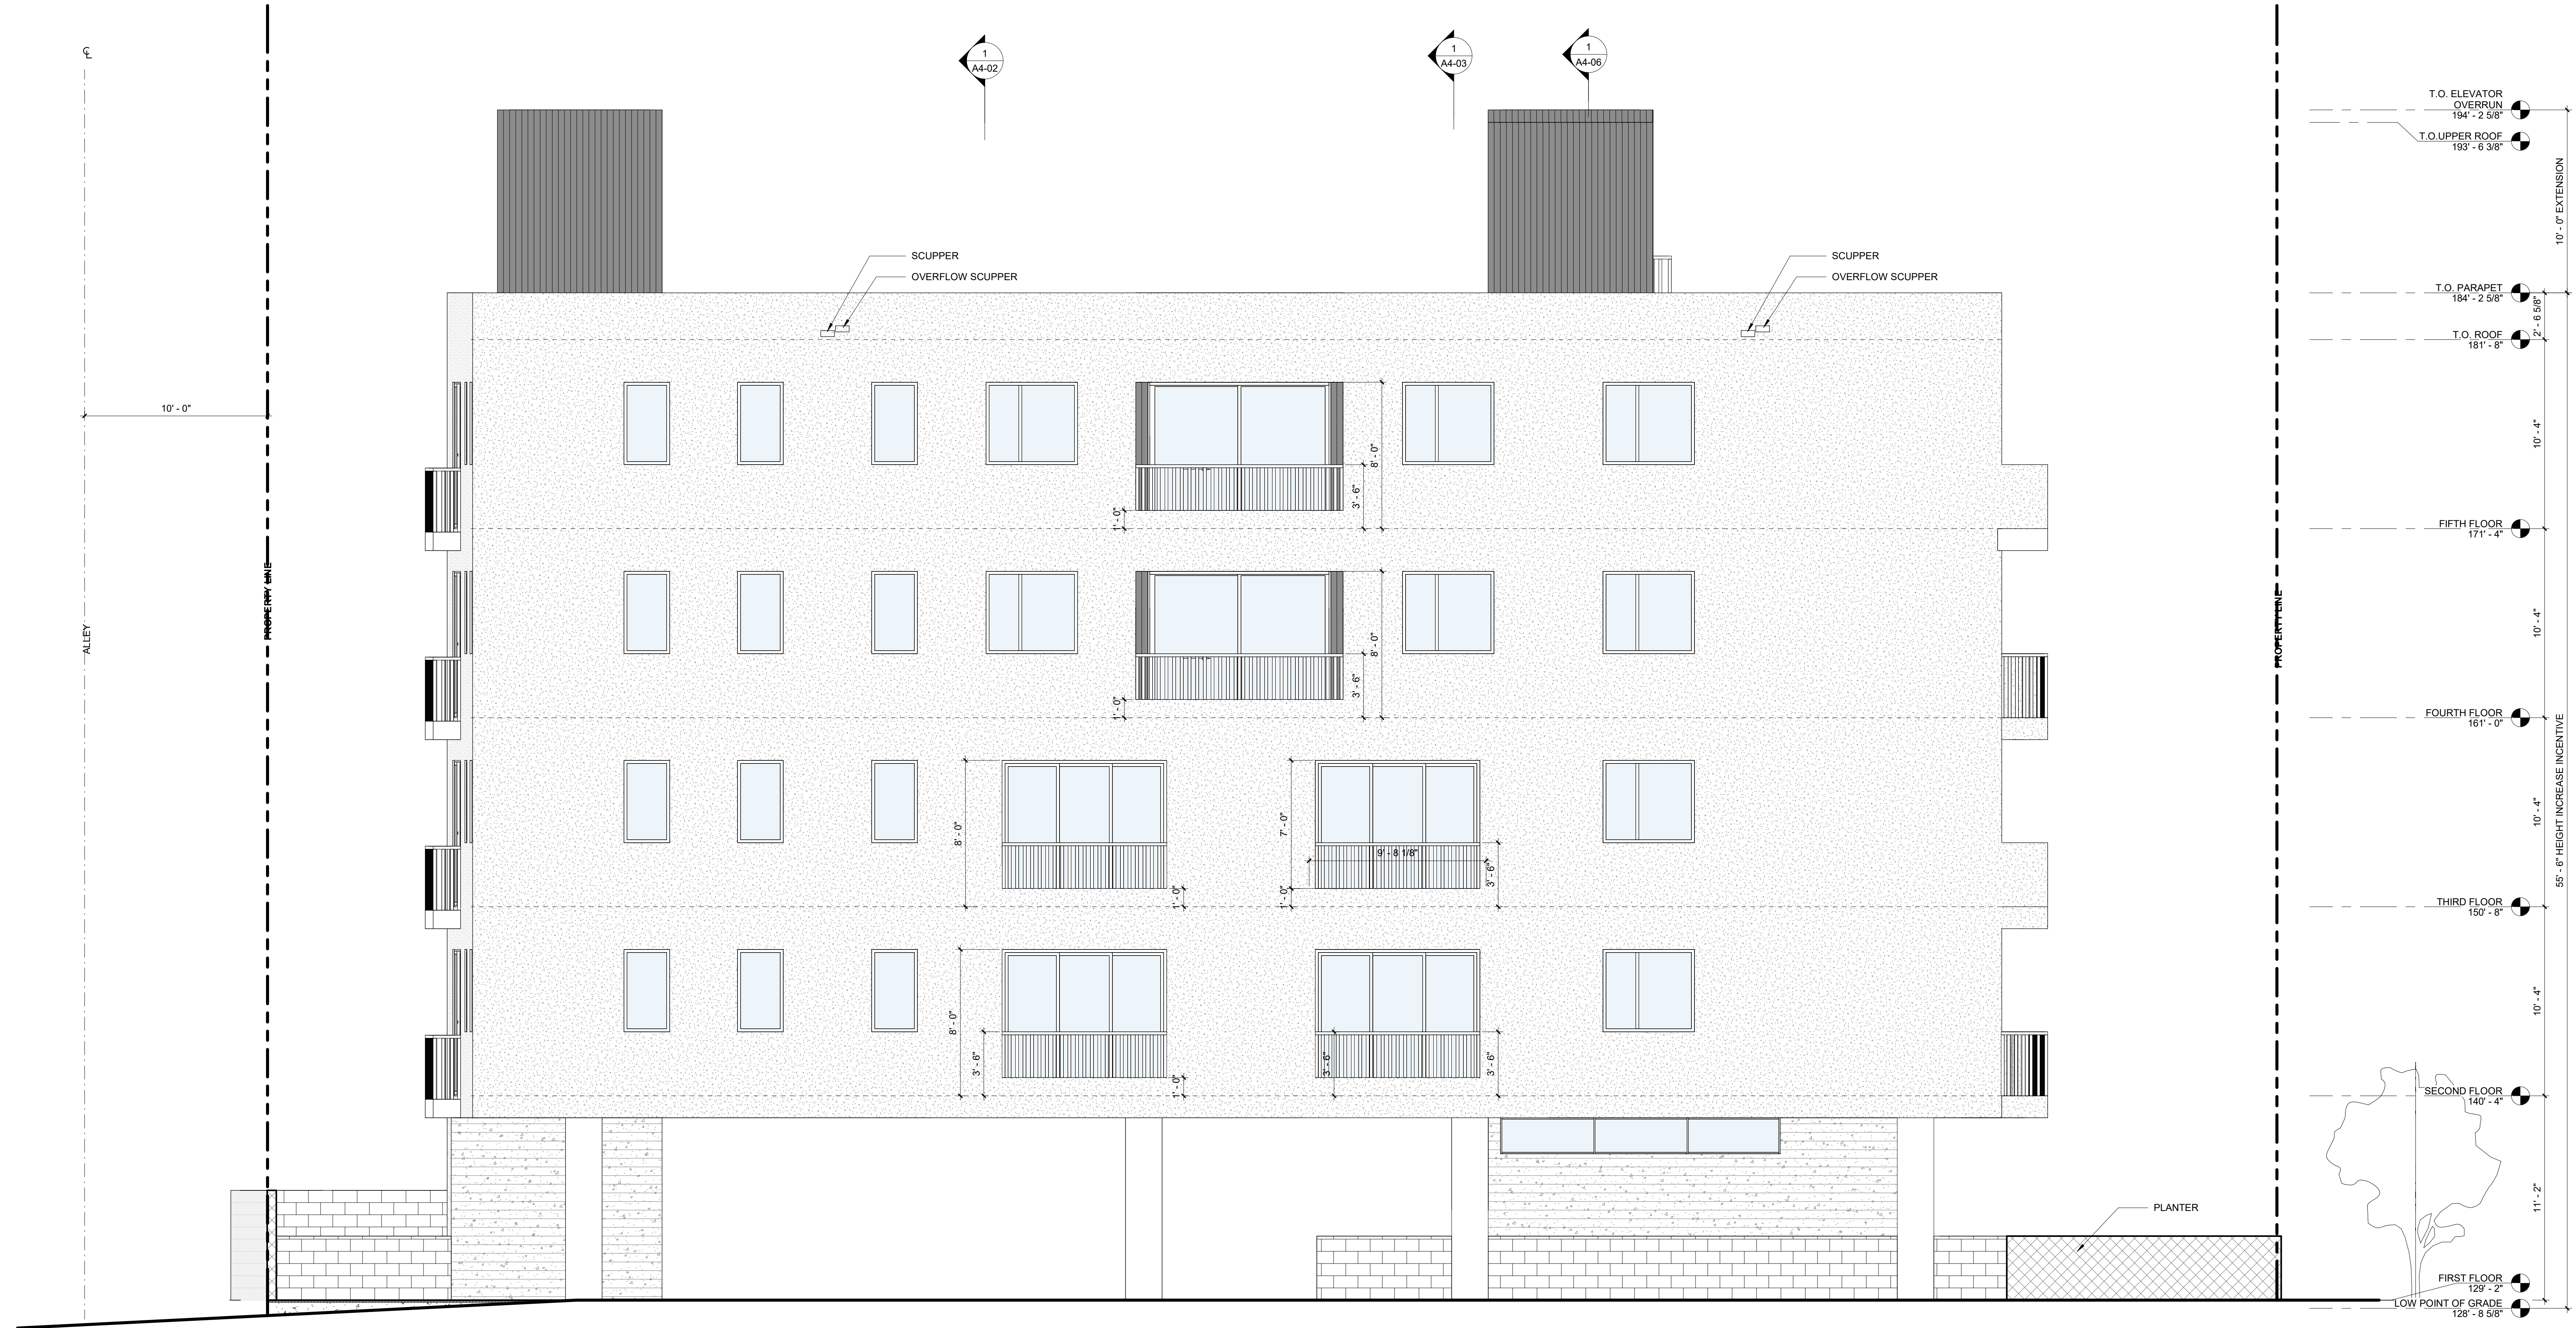 ℄
1
A4-02
1
A4-03
1
A4-06
T.O. ELEVATOR
OVERRUN
194' - 2 5/8"
T.O.UPPER ROOF
193' - 6 3/8"
10' - 0" EXTENSION
SCUPPER
OVERFLOW SCUPPER
SCUPPER
OVERFLOW SCUPPER
T.O. PARAPET
184' - 2 5/8"
2' - 6 5/8"
T.O. ROOF
181' - 8"
10' - 0"
10' - 4"
8' - 0"
3' - 6"
1' - 0"
FIFTH FLOOR
171' - 4"
PROPERTY LINE
ALLEY
PROPERTY LINE
10' - 4"
8' - 0"
3' - 6"
1' - 0"
FOURTH FLOOR
161' - 0"
55' - 6" HEIGHT INCREASE INCENTIVE
10' - 4"
8' - 0"
7' - 0"
9' - 8 1/8"
3' - 6"
1' - 0"
1' - 0"
THIRD FLOOR
150' - 8"
10' - 4"
8' - 0"
3' - 6"
1' - 0"
3' - 6"
3' - 6"
SECOND FLOOR
140' - 4"
11' - 2"
PLANTER
FIRST FLOOR
129' - 2"
LOW POINT OF GRADE
128' - 8 5/8"